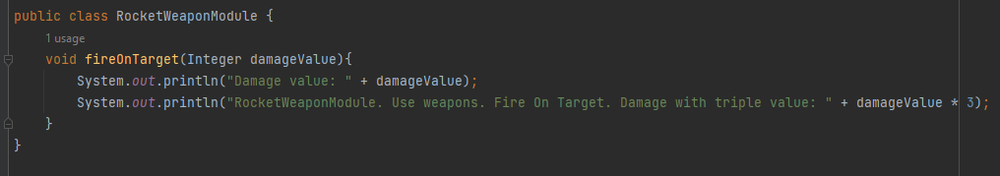 public class RocketWeaponModule {
1 usage
void fireOnTarget(Integer damageValue){
System.out.println("Damage value: " + damageValue);
System.out.println("RocketWeaponModule. Use weapons. Fire On Target. Damage with triple value: " + damageValue * 3);
}
}